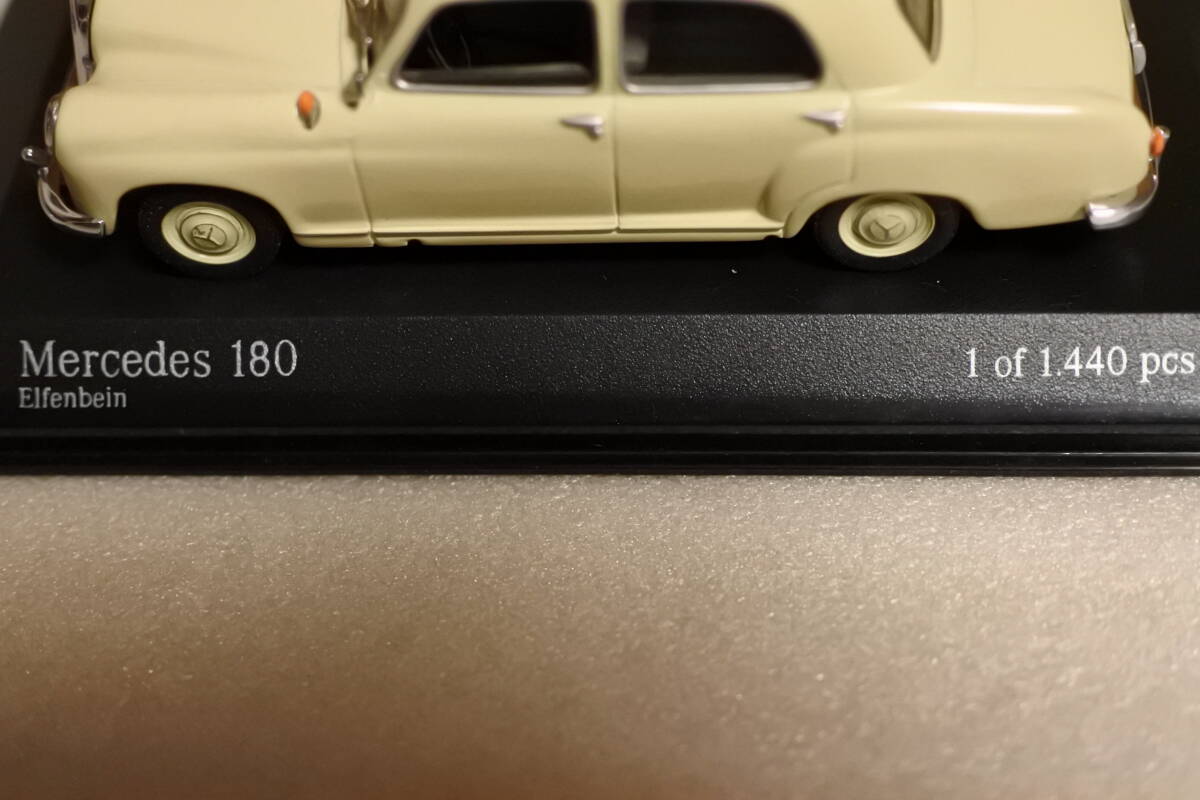 Mercedes 180
Elfenbein
1 of 1.440 pcs